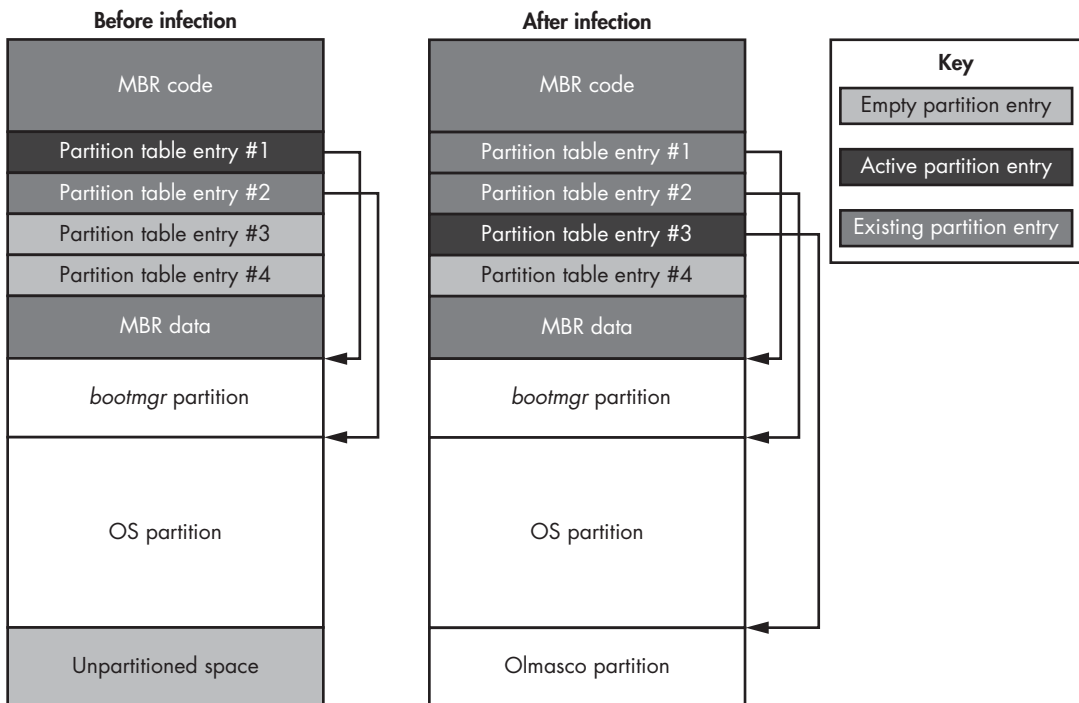 Before infection
MBR code
Partition table entry #1
Partition table entry #2
Partition table entry #3
Partition table entry #4
MBR data
bootmgr partition
OS partition
Unpartitioned space
After infection
MBR code
Partition table entry #1
Partition table entry #2
Partition table entry #3
Partition table entry #4
MBR data
bootmgr partition
OS partition
Olmasco partition
Key
Empty partition entry
Active partition entry
Existing partition entry